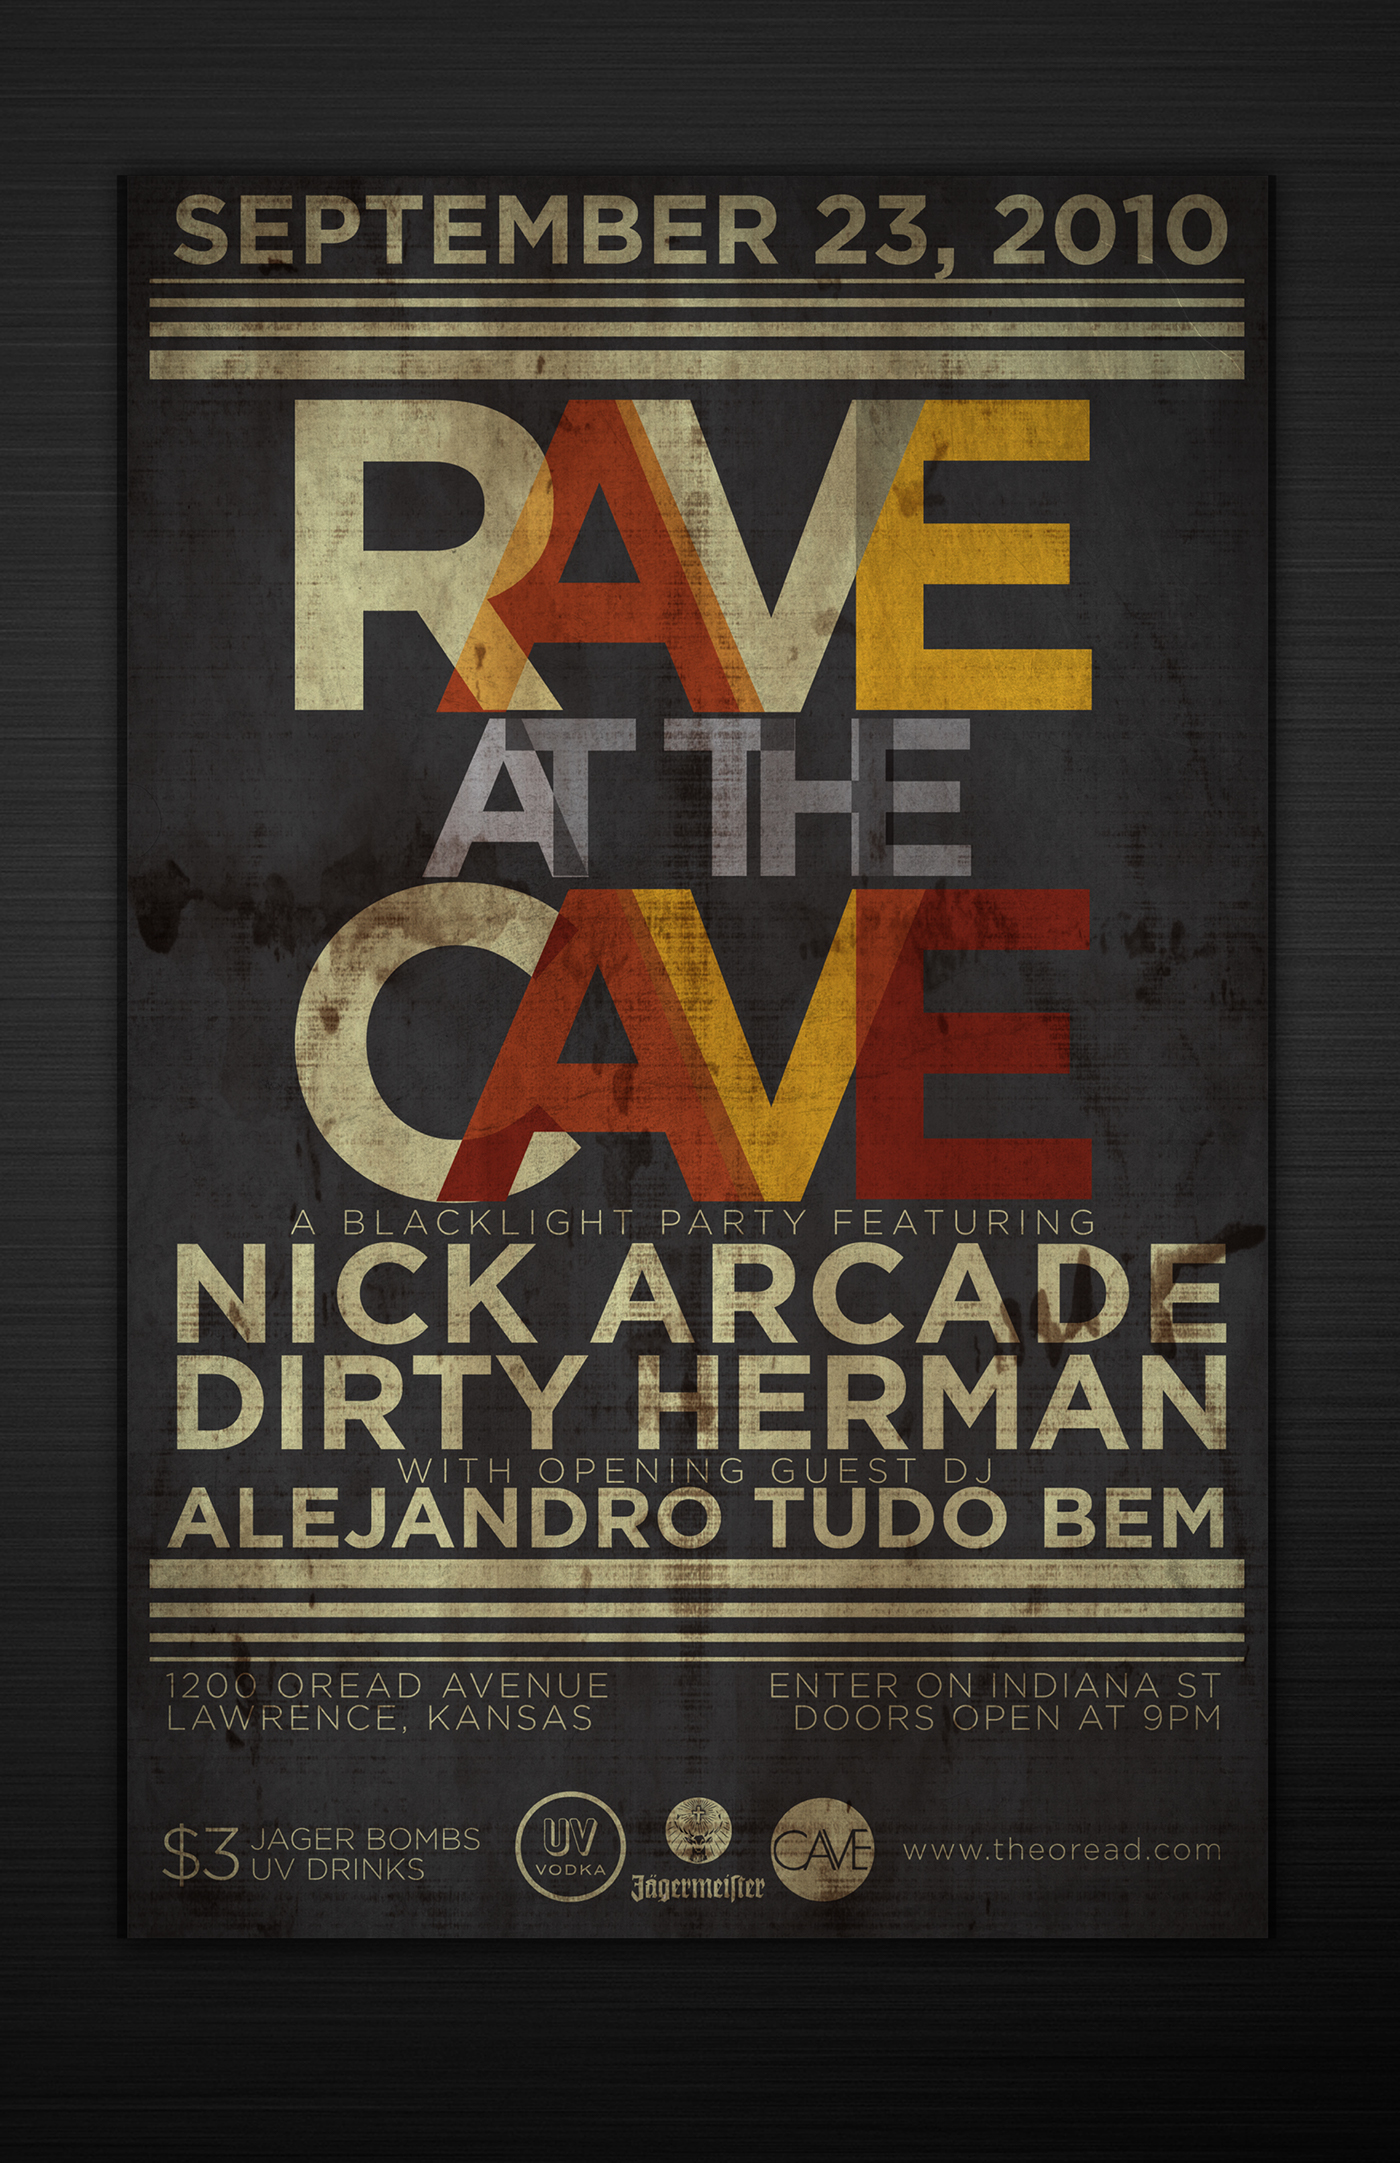 SEPTEMBER 23, 2010
RAVE
AT THE
CAVE
A BLACKLIGHT PARTY FEATURING
NICK ARCADE
DIRTY HERMAN
WITH OPENING GUEST DJ
ALEJANDRO TUDO BEM
1200 OREAD AVENUE
LAWRENCE, KANSAS
ENTER ON INDIANA ST
DOORS OPEN AT 9PM
$3 JAGER BOMBS
UV DRINKS
UV
VODKA
Jägermeiſter
CAVE
www.theoread.com